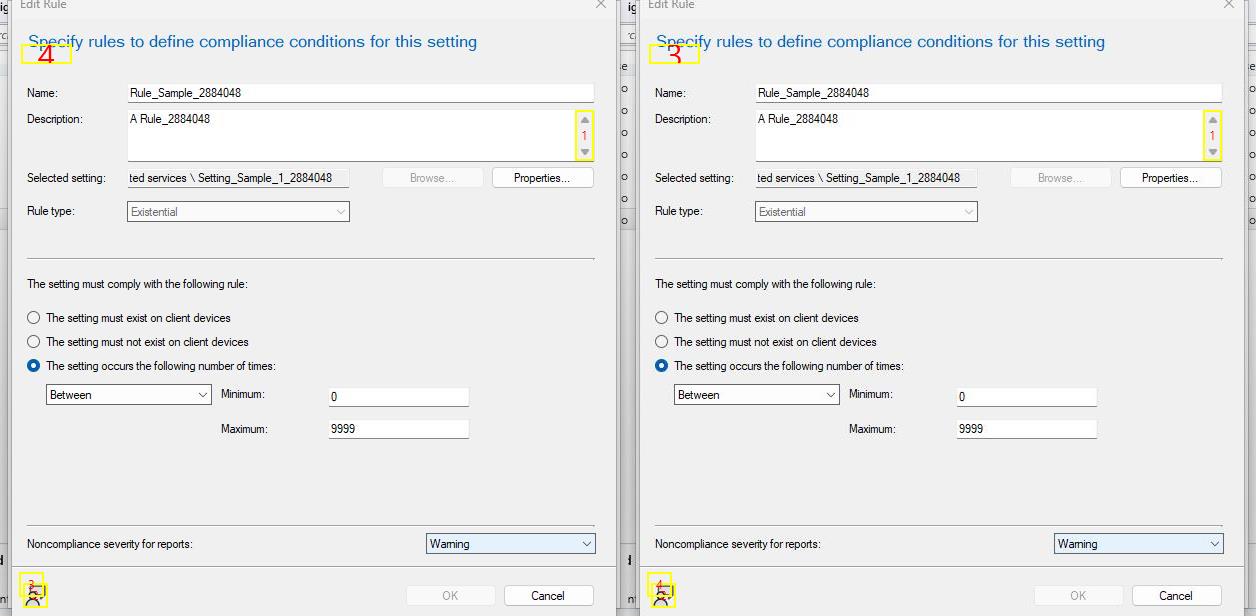 Edit Rule
Specify rules to define compliance conditions for this setting
4
Name:
Rule_Sample_2884048
Description:
A Rule_2884048
1
Selected setting:
ted services \ Setting_Sample_1_2884048
Browse...
Properties...
Rule type:
Existential
The setting must comply with the following rule:
The setting must exist on client devices
The setting must not exist on client devices
The setting occurs the following number of times:
Between
Minimum:
0
Maximum:
9999
Noncompliance severity for reports:
Warning
3
OK
Cancel
Edit Rule
Specify rules to define compliance conditions for this setting
3
Name:
Rule_Sample_2884048
Description:
A Rule_2884048
1
Selected setting:
ted services \ Setting_Sample_1_2884048
Browse...
Properties...
Rule type:
Existential
The setting must comply with the following rule:
The setting must exist on client devices
The setting must not exist on client devices
The setting occurs the following number of times:
Between
Minimum:
0
Maximum:
9999
Noncompliance severity for reports:
Warning
4
OK
Cancel